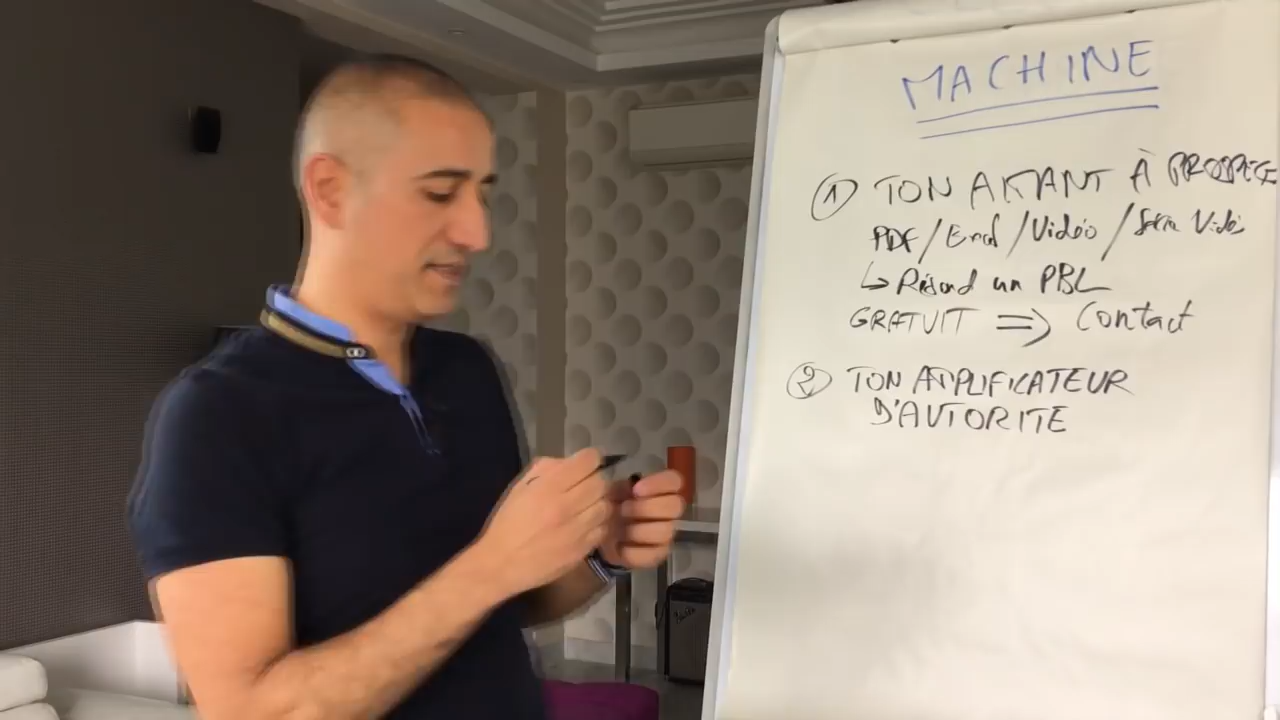 MACHINE
① TON AIMANT À PROSPECT
PDF / Email / Vidéo / Série Vidéo
↳ Résoud un PBL
GRATUIT ⇒ Contact
② TON AMPLIFICATEUR
D'AUTORITE